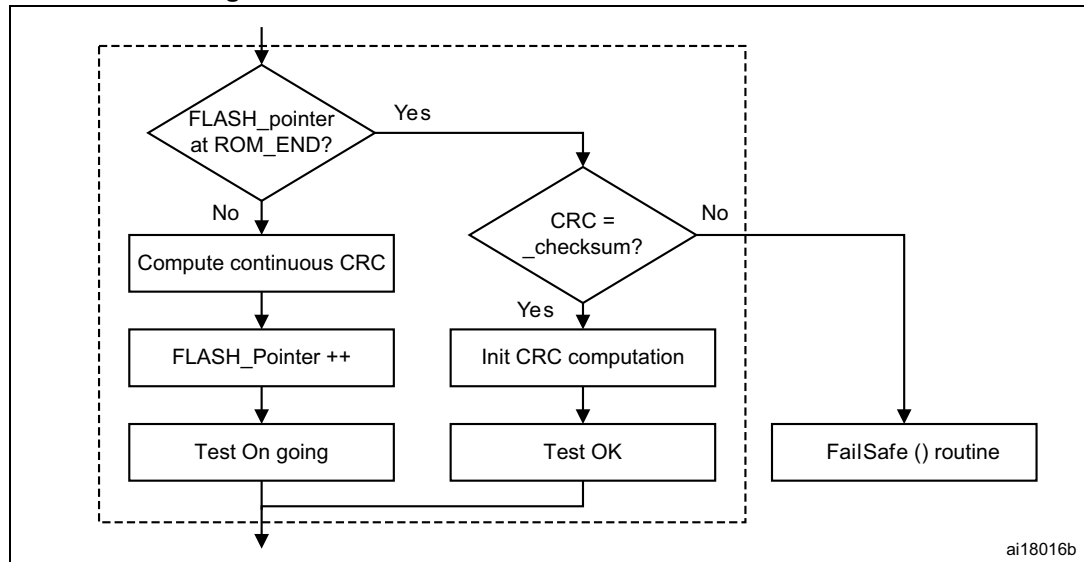 FLASH_pointer
at ROM_END?
Yes
No
CRC =
_checksum?
No
Compute continuous CRC
Yes
FLASH_Pointer ++
Init CRC computation
Test On going
Test OK
FailSafe () routine
ai18016b